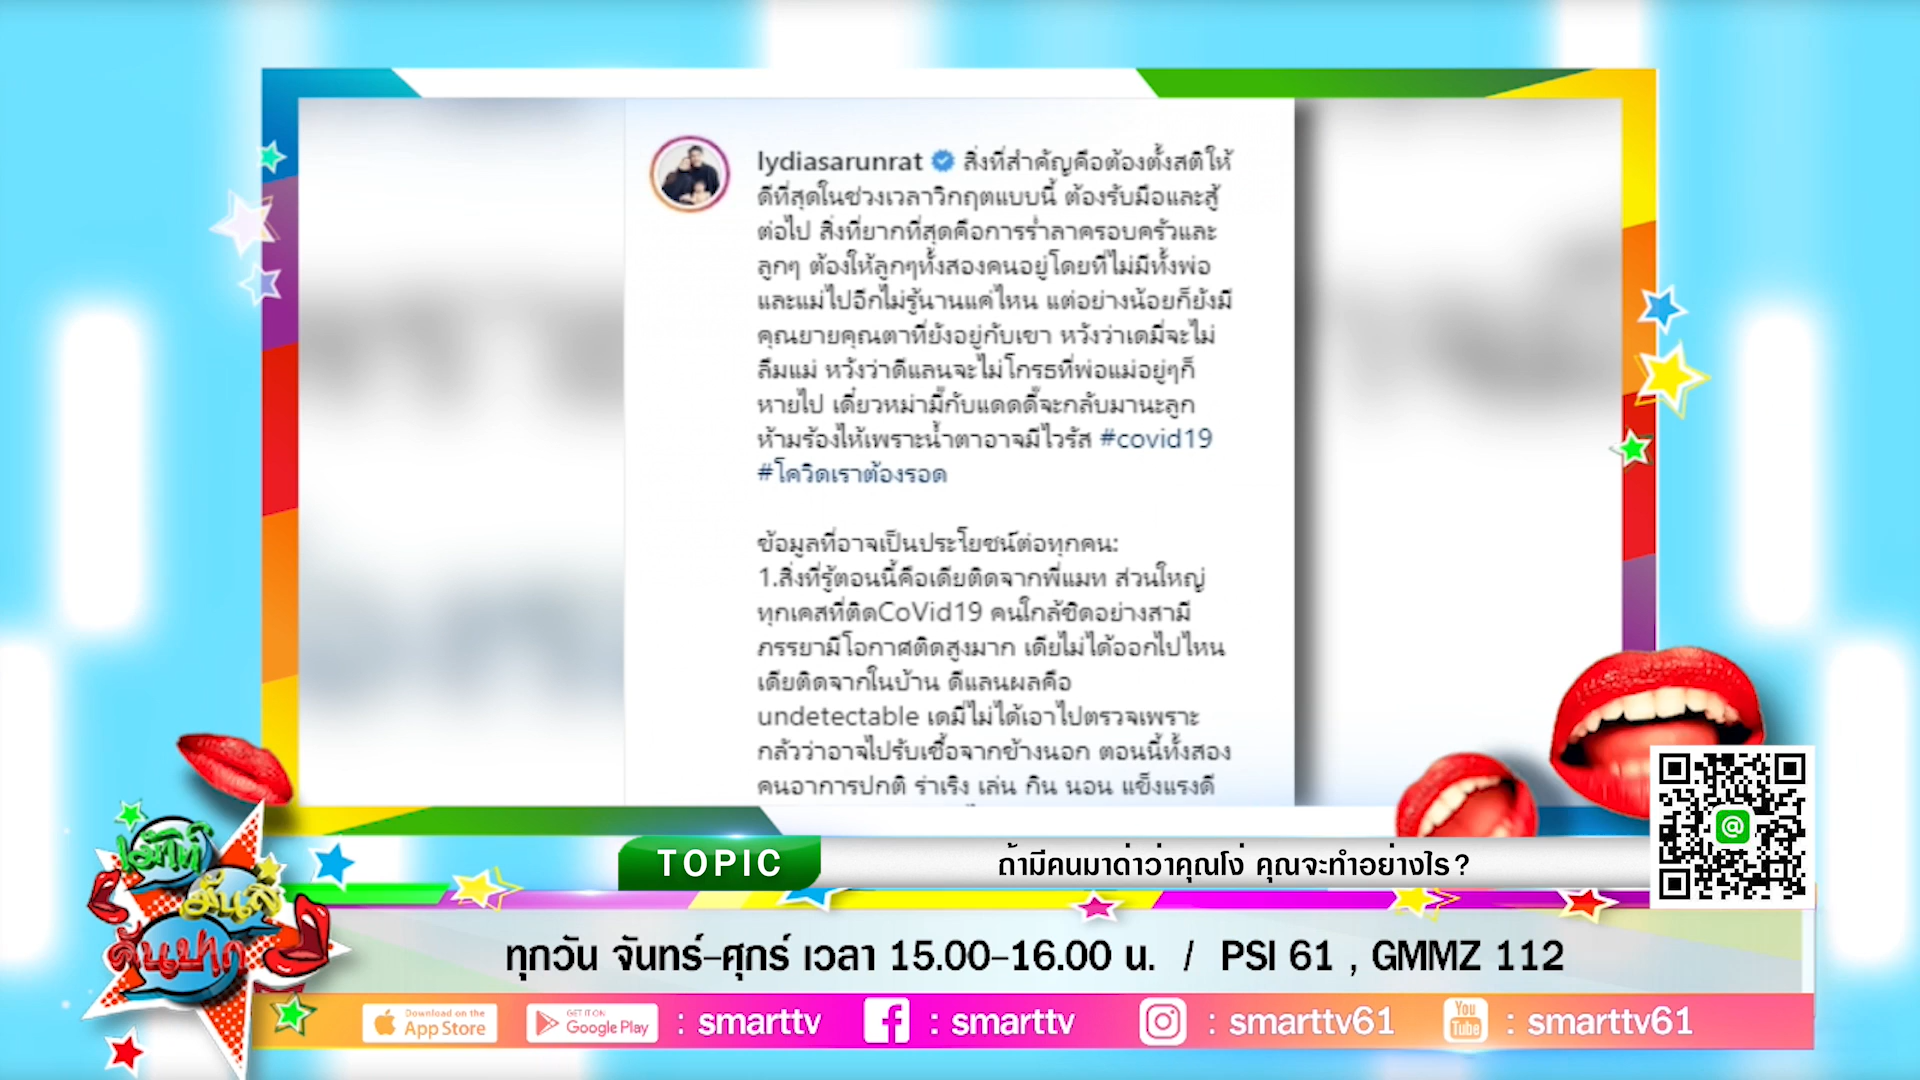 lydiasarunrat สิ่งที่สำคัญคือต้องตั้งสติให้
ดีที่สุดในช่วงเวลาวิกฤตแบบนี้ ต้องรับมือและสู้
ต่อไป สิ่งที่ยากที่สุดคือการร่ำลาครอบครัวและ
ลูกๆ ต้องให้ลูกๆทั้งสองคนอยู่โดยที่ไม่มีทั้งพ่อ
และแม่ไปอีกไม่รู้นานแค่ไหน แต่อย่างน้อยก็ยังมี
คุณยายคุณตาที่ยังอยู่กับเขา หวังว่าเดมี่จะไม่
ลืมแม่ หวังว่าดีแลนจะไม่โกรธที่พ่อแม่อยู่ๆก็
หายไป เดี๋ยวหม่ามี๊กับแดดดี๊จะกลับมานะลูก
ห้ามร้องไห้เพราะน้ำตาอาจมีไวรัส #covid19
#โควิดเราต้องรอด
ข้อมูลที่อาจเป็นประโยชน์ต่อทุกคน:
1.สิ่งที่รู้ตอนนี้คือเดียติดจากพี่แมท ส่วนใหญ่
ทุกเคสที่ติดCoVid19 คนใกล้ชิดอย่างสามี
ภรรยามีโอกาศติดสูงมาก เดียไม่ได้ออกไปไหน
เดียติดจากในบ้าน ดีแลนผลคือ
undetectable เดมี่ไม่ได้เอาไปตรวจเพราะ
กลัวว่าอาจไปรับเชื้อจากข้างนอก ตอนนี้ทั้งสอง
คนอาการปกติ ร่าเริง เล่น กิน นอน แข็งแรงดี
TOPIC ถ้ามีคนมาด่าว่าคุณโง่ คุณจะทำอย่างไร?
เม้าท์
มันส์
คันปาก
ทุกวัน จันทร์-ศุกร์ เวลา 15.00-16.00 น. / PSI 61 , GMMZ 112
Download on the App Store GET IT ON Google Play : smarttv : smarttv : smarttv61 You Tube : smarttv61